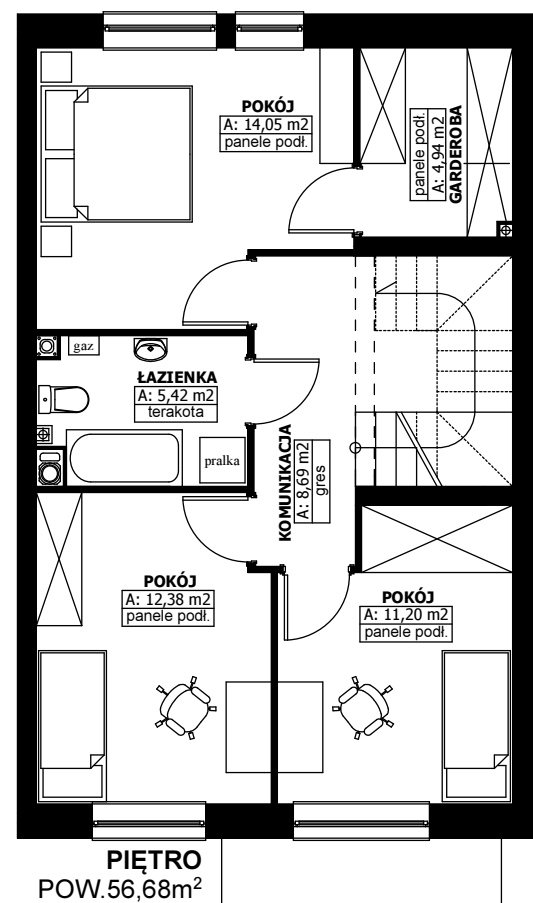 POKÓJ
A: 14,05 m2
panele podł.
GARDEROBA
A: 4,94 m2
panele podł.
gaz
ŁAZIENKA
A: 5,42 m2
terakota
pralka
KOMUNIKACJA
A: 8,69 m2
gres
POKÓJ
A: 12,38 m2
panele podł.
POKÓJ
A: 11,20 m2
panele podł.
PIĘTRO
POW.56,68m²